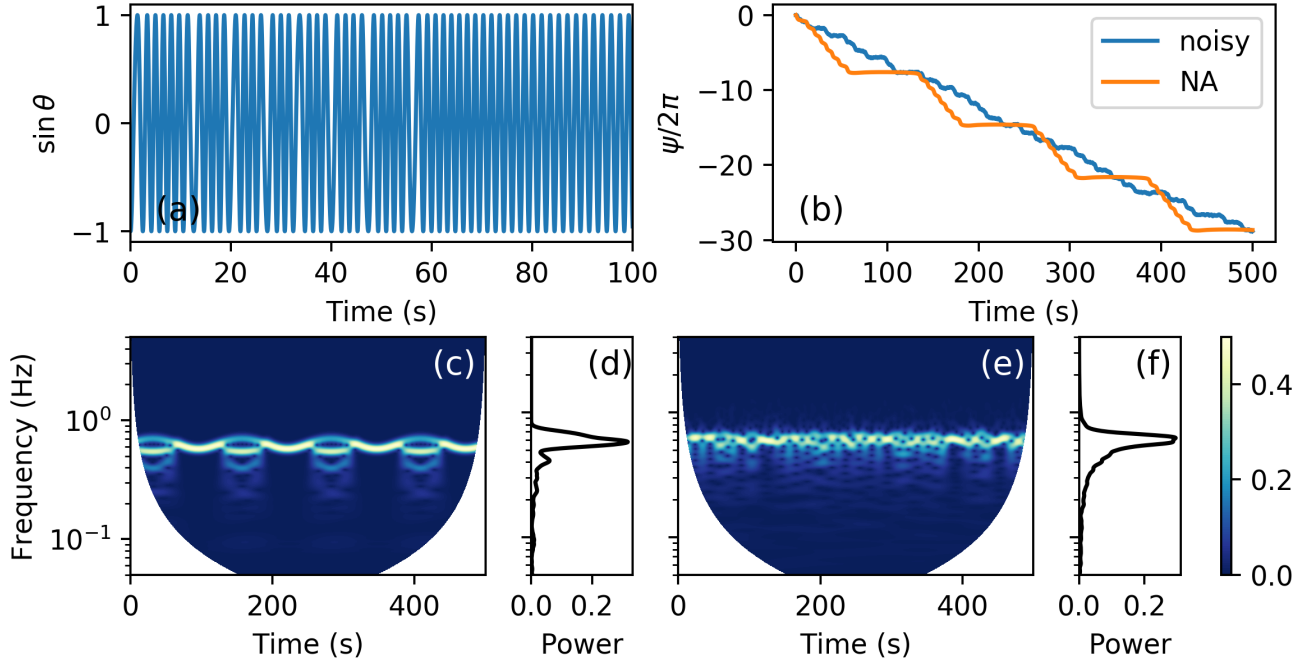 1
0
−1
sin θ
(a)
0 20 40 60 80 100
Time (s)
0
−10
−20
−30
ψ/2π
noisy
NA
(b)
0 100 200 300 400 500
Time (s)
Frequency (Hz)
10⁰
10⁻¹
(c)
0 200 400
Time (s)
(d)
0.0 0.2
Power
(e)
0 200 400
Time (s)
(f)
0.0 0.2
Power
0.4
0.2
0.0